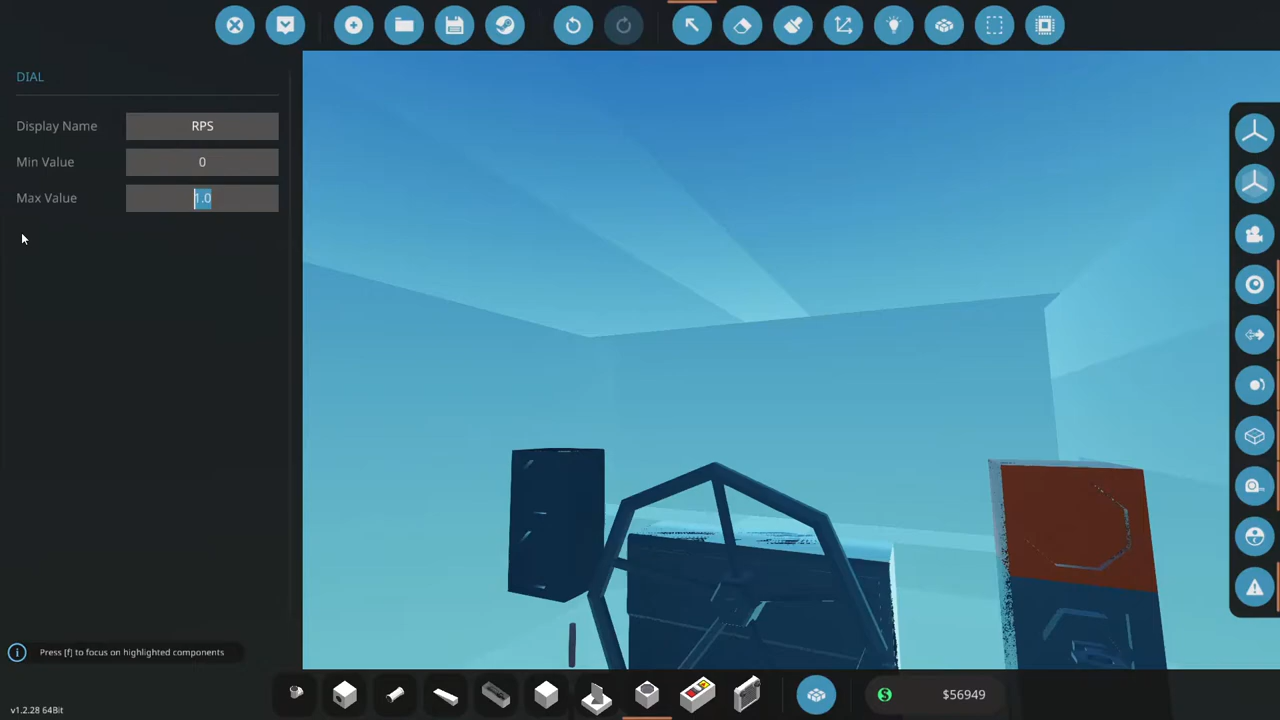 DIAL
Display Name RPS
Min Value 0
Max Value 1.0
Press [f] to focus on highlighted components
v1.2.28 64Bit
$ $56949